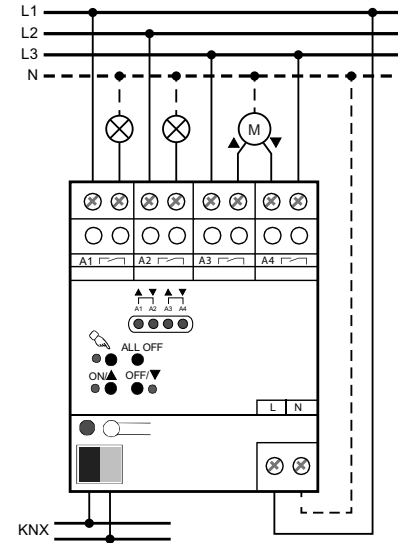 L1
L2
L3
N
M
A1 A2 A3 A4
A1 A2 A3 A4
ALL OFF
ON/▲ OFF/▼
L N
KNX